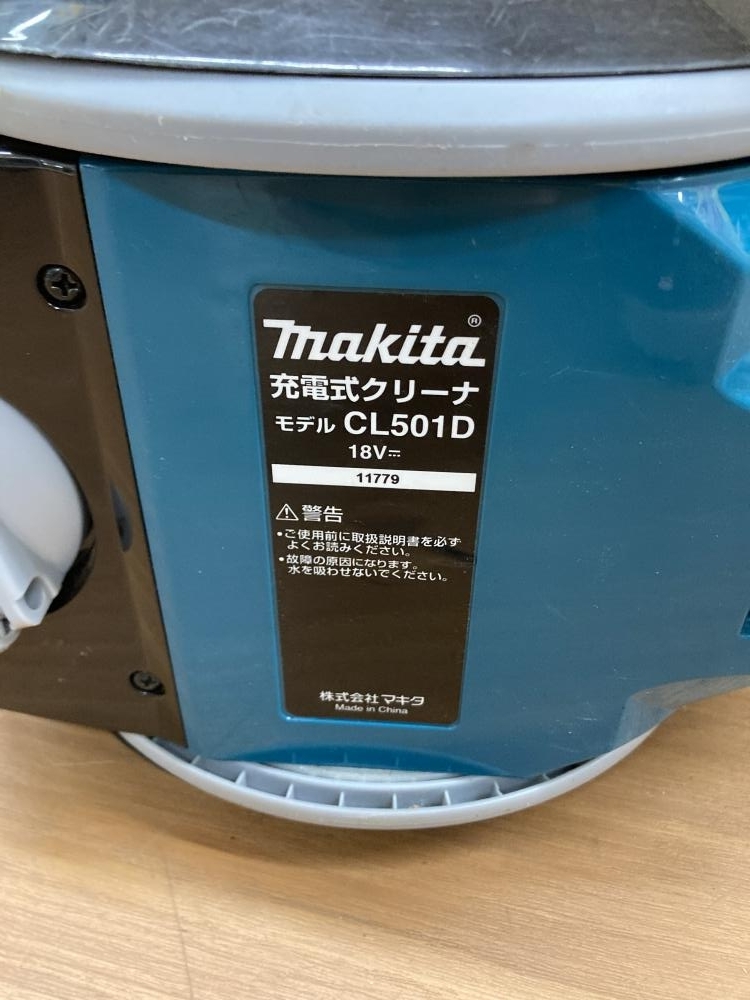 makita®
充電式クリーナ
モデル CL501D
18V⎓
11779
⚠警告
•ご使用前に取扱説明書を必ず
よくお読みください。
•故障の原因になります。
水を吸わせないでください。
株式会社マキタ
Made in China